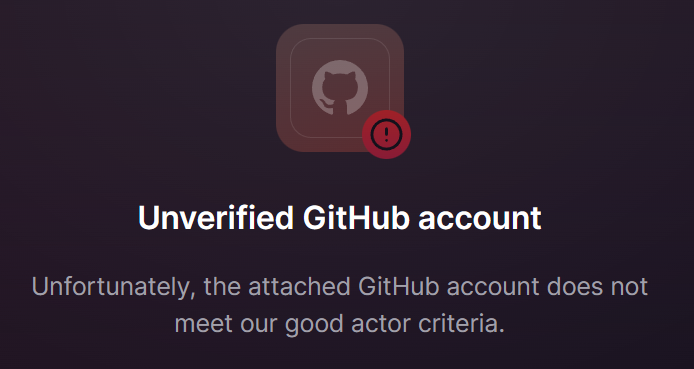 Unverified GitHub account
Unfortunately, the attached GitHub account does not
meet our good actor criteria.